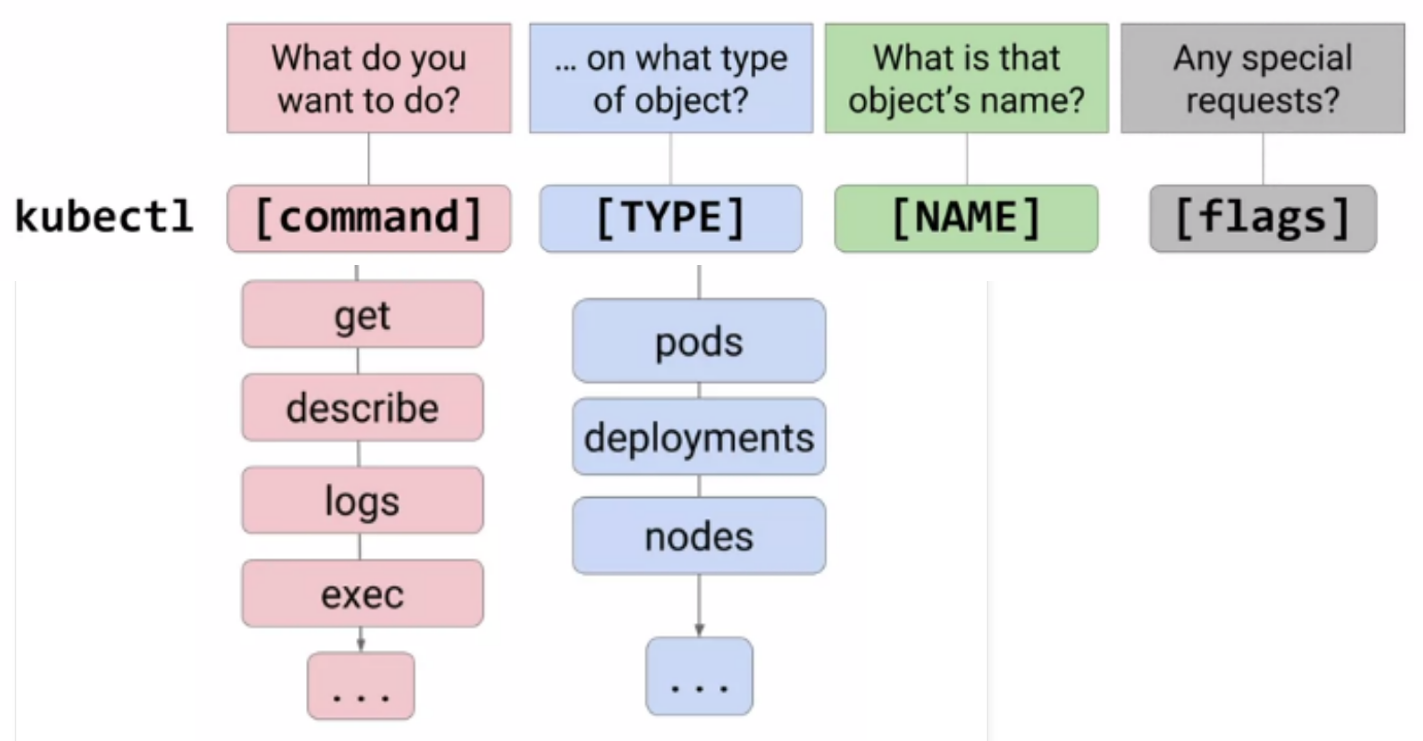 What do you
want to do?
... on what type
of object?
What is that
object's name?
Any special
requests?
kubectl [command] [TYPE] [NAME] [flags]
get
describe
logs
exec
...
pods
deployments
nodes
...